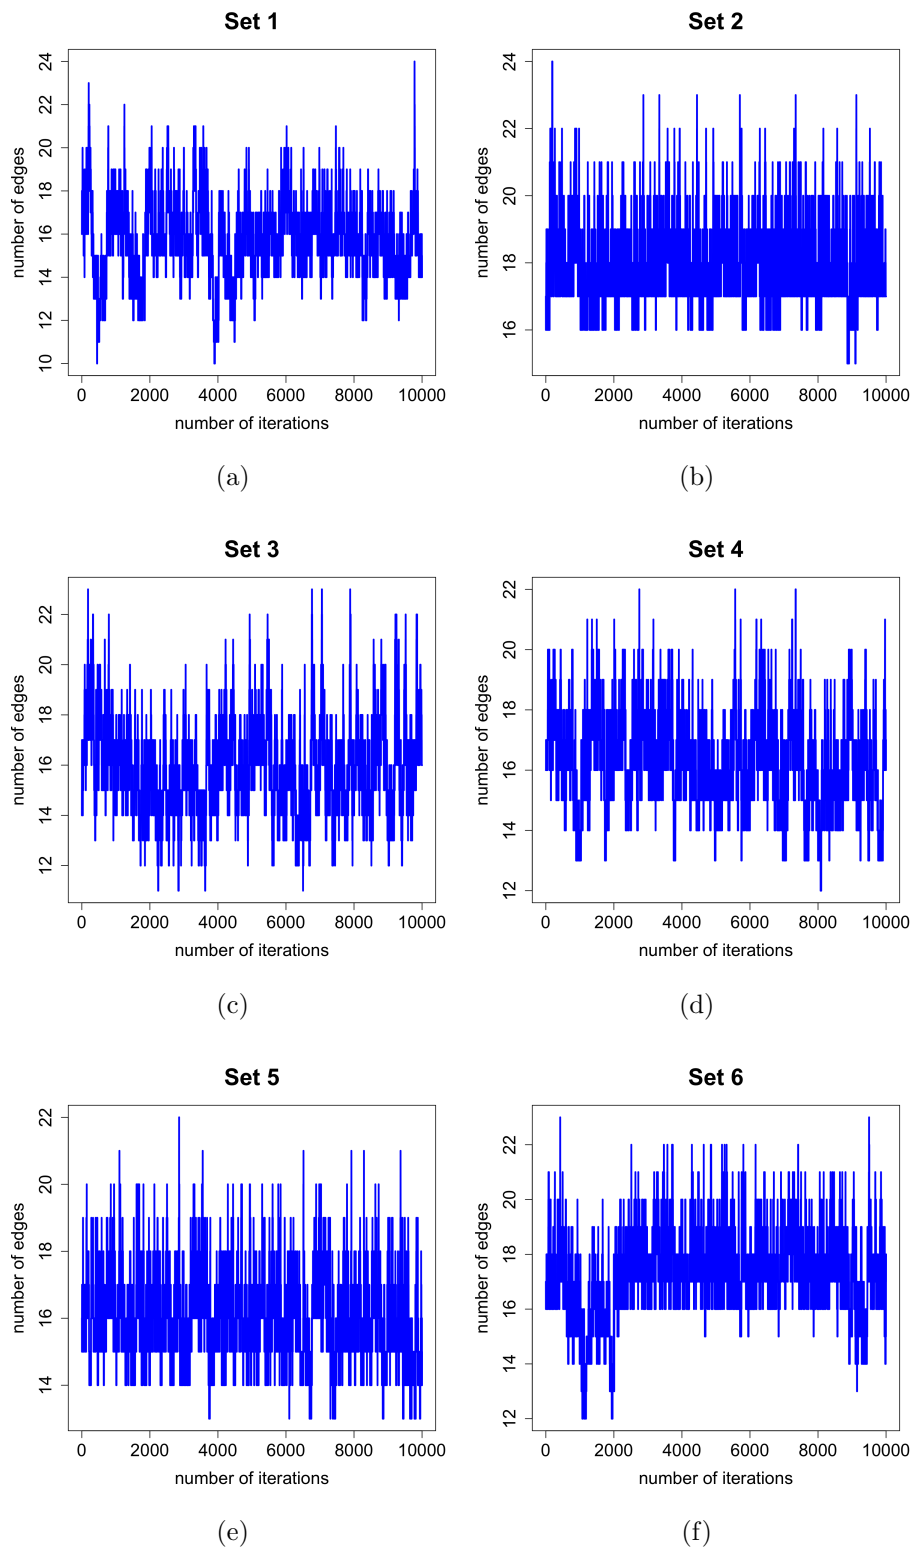 Set 1
number of edges
24
22
20
18
16
14
12
10
0 2000 4000 6000 8000 10000
number of iterations
(a)
Set 2
number of edges
24
22
20
18
16
0 2000 4000 6000 8000 10000
number of iterations
(b)
Set 3
number of edges
22
20
18
16
14
12
0 2000 4000 6000 8000 10000
number of iterations
(c)
Set 4
number of edges
22
20
18
16
14
12
0 2000 4000 6000 8000 10000
number of iterations
(d)
Set 5
number of edges
22
20
18
16
14
0 2000 4000 6000 8000 10000
number of iterations
(e)
Set 6
number of edges
22
20
18
16
14
12
0 2000 4000 6000 8000 10000
number of iterations
(f)